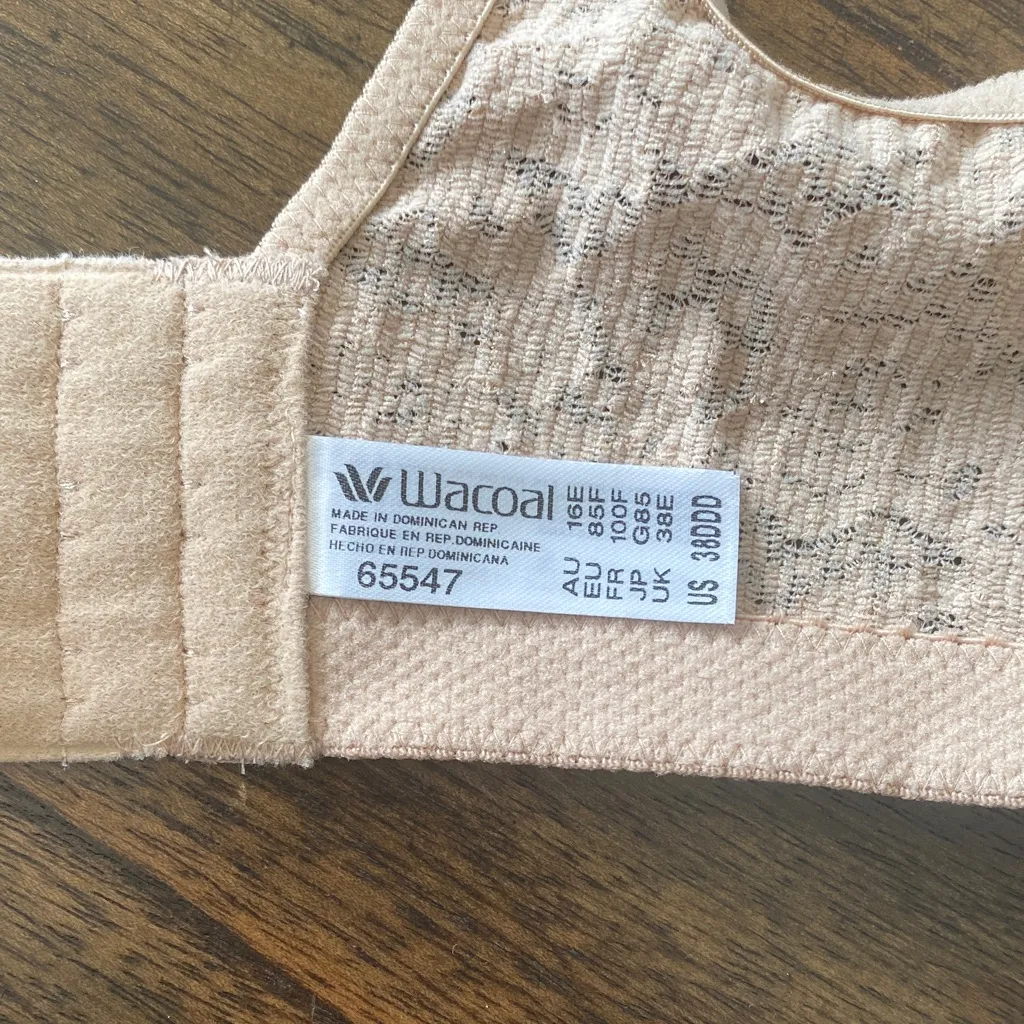 Wacoal
MADE IN DOMINICAN REP
FABRIQUE EN REP.DOMINICAINE
HECHO EN REP DOMINICANA
65547
AU 16E
EU 85F
FR 100F
JP G85
UK 38E
US 38DDD